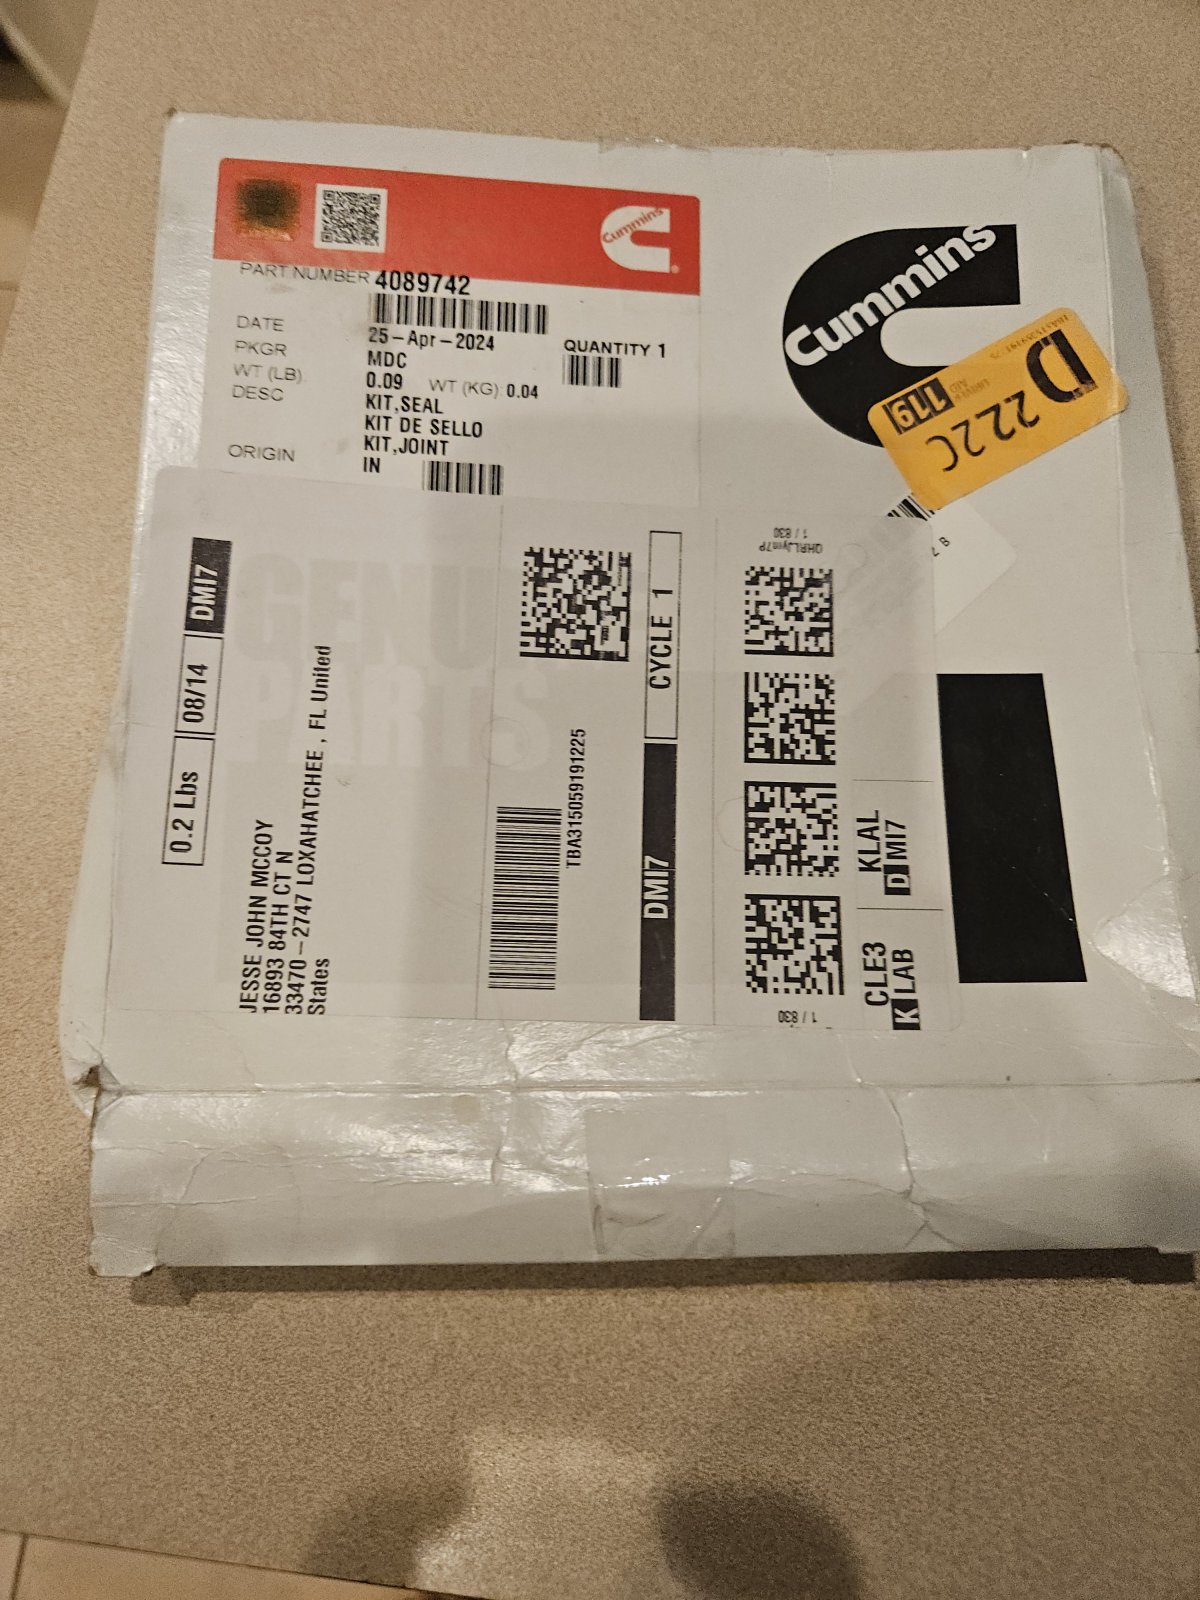 Cummins
PART NUMBER 4089742
DATE 25-Apr-2024
QUANTITY 1
PKGR MDC
WT (LB) 0.09 WT (KG) 0.04
DESC KIT,SEAL
KIT DE SELLO
KIT,JOINT
ORIGIN IN
Cummins
D
6LL
222C
GENU
PARTS
0.2 Lbs 08/14 DMI7
JESSE JOHN MCCOY
16893 84TH CT N
33470-2747 LOXAHATCHEE , FL United
States
TBA315059191225
DMI7 CYCLE 1
1 / 830
KLAL
D MI7
CLE3
K LAB
1 / 830